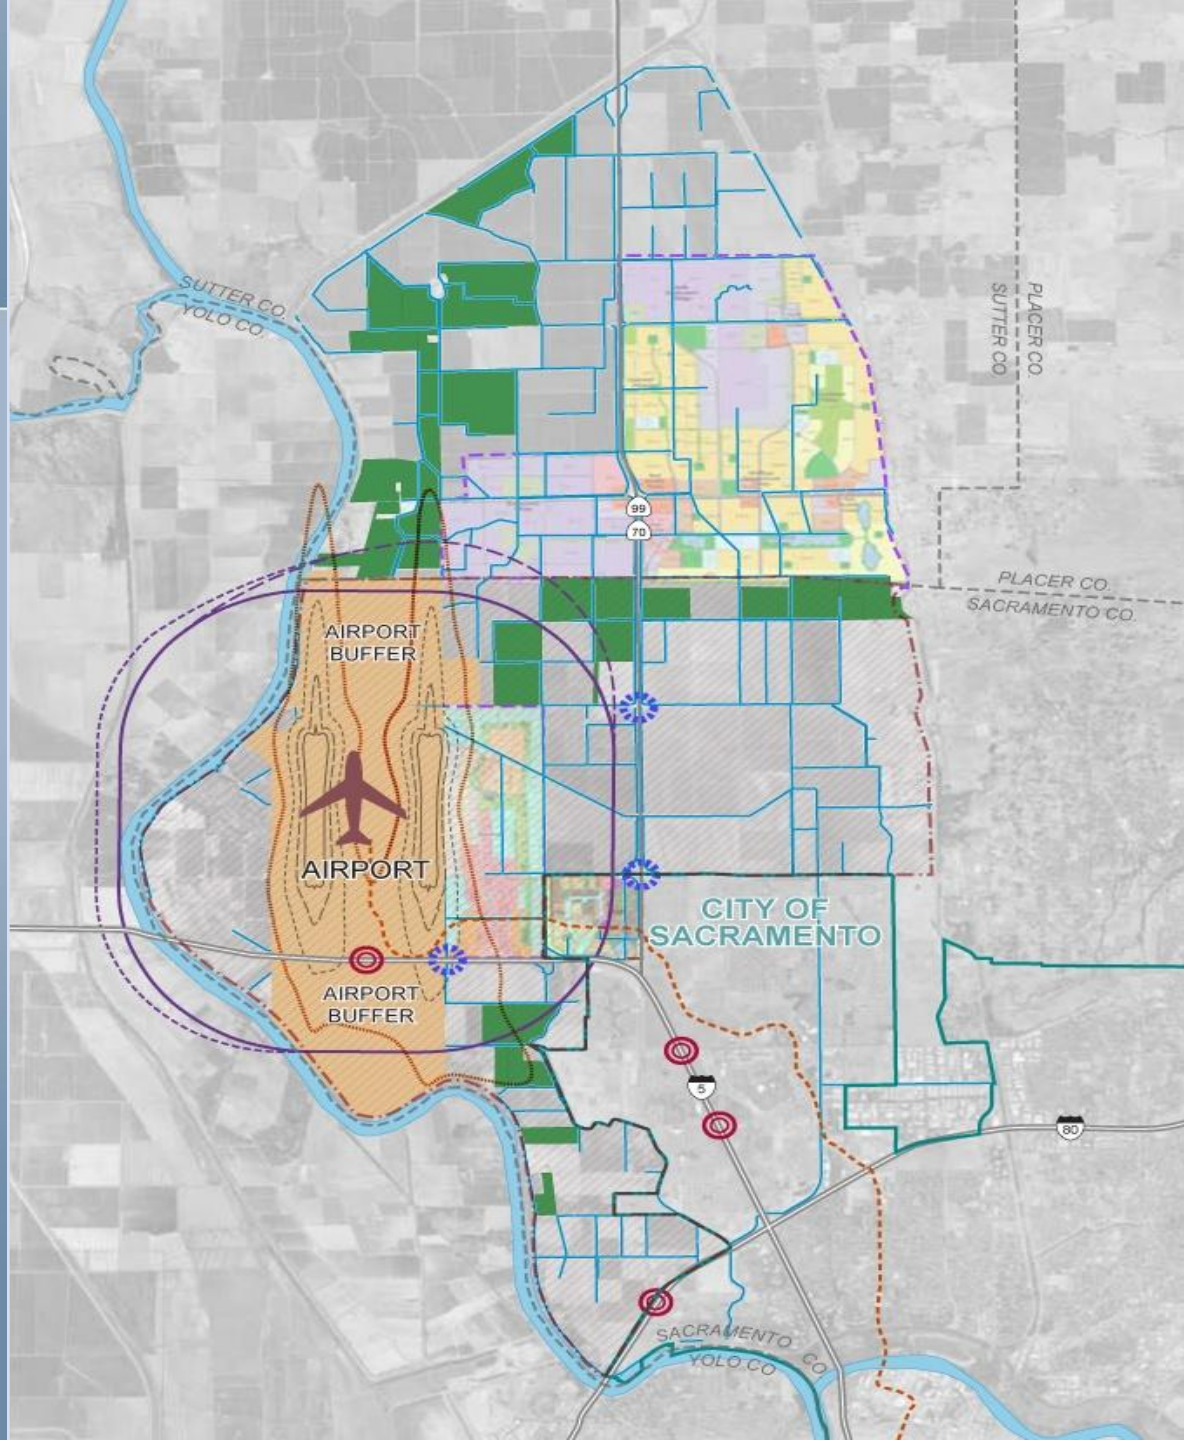 SUTTER CO.
YOLO CO.
PLACER CO.
SUTTER CO.
99
70
PLACER CO.
SACRAMENTO CO.
AIRPORT
BUFFER
AIRPORT
CITY OF
SACRAMENTO
AIRPORT
BUFFER
5
80
SACRAMENTO CO
YOLO CO